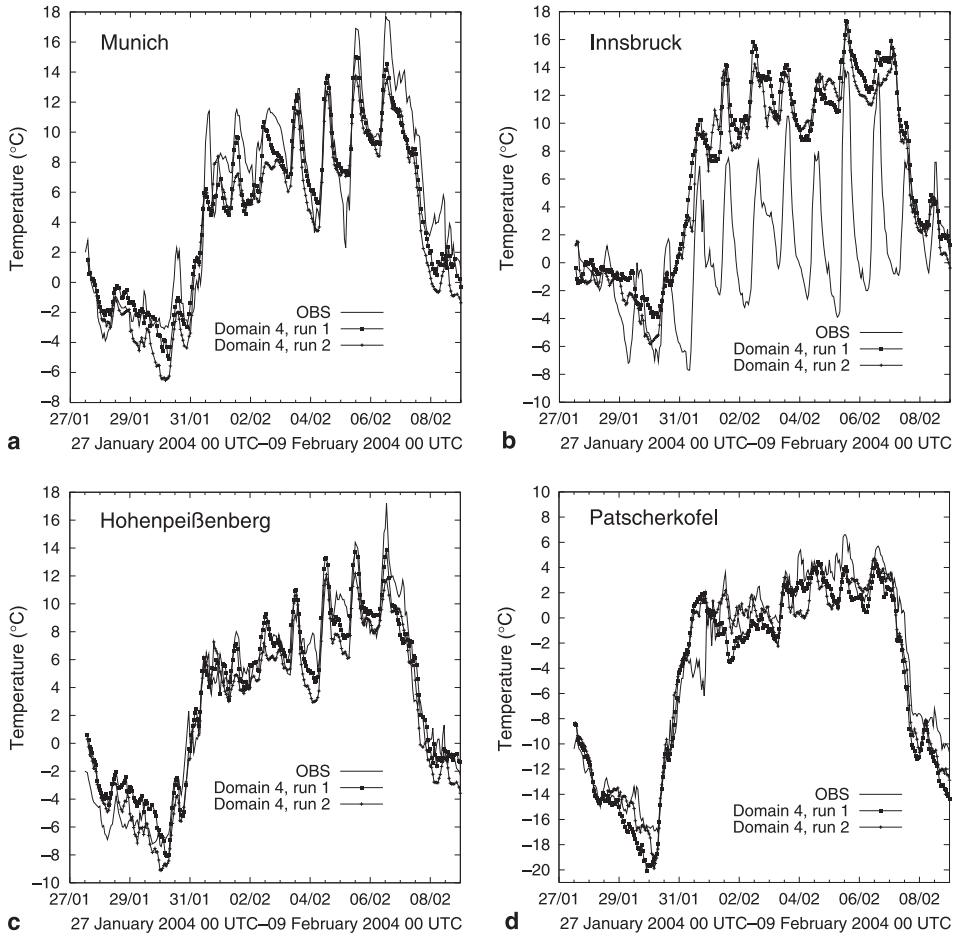 Munich
Temperature (°C)
18
16
14
12
10
8
6
4
2
0
−2
−4
−6
−8
OBS
Domain 4, run 1
Domain 4, run 2
27/01 29/01 31/01 02/02 04/02 06/02 08/02
a 27 January 2004 00 UTC–09 February 2004 00 UTC
Innsbruck
Temperature (°C)
18
16
14
12
10
8
6
4
2
0
−2
−4
−6
−8
−10
OBS
Domain 4, run 1
Domain 4, run 2
27/01 29/01 31/01 02/02 04/02 06/02 08/02
b 27 January 2004 00 UTC–09 February 2004 00 UTC
Hohenpeißenberg
Temperature (°C)
18
16
14
12
10
8
6
4
2
0
−2
−4
−6
−8
−10
OBS
Domain 4, run 1
Domain 4, run 2
27/01 29/01 31/01 02/02 04/02 06/02 08/02
c 27 January 2004 00 UTC–09 February 2004 00 UTC
Patscherkofel
Temperature (°C)
10
8
6
4
2
0
−2
−4
−6
−8
−10
−12
−14
−16
−18
−20
OBS
Domain 4, run 1
Domain 4, run 2
27/01 29/01 31/01 02/02 04/02 06/02 08/02
d 27 January 2004 00 UTC–09 February 2004 00 UTC